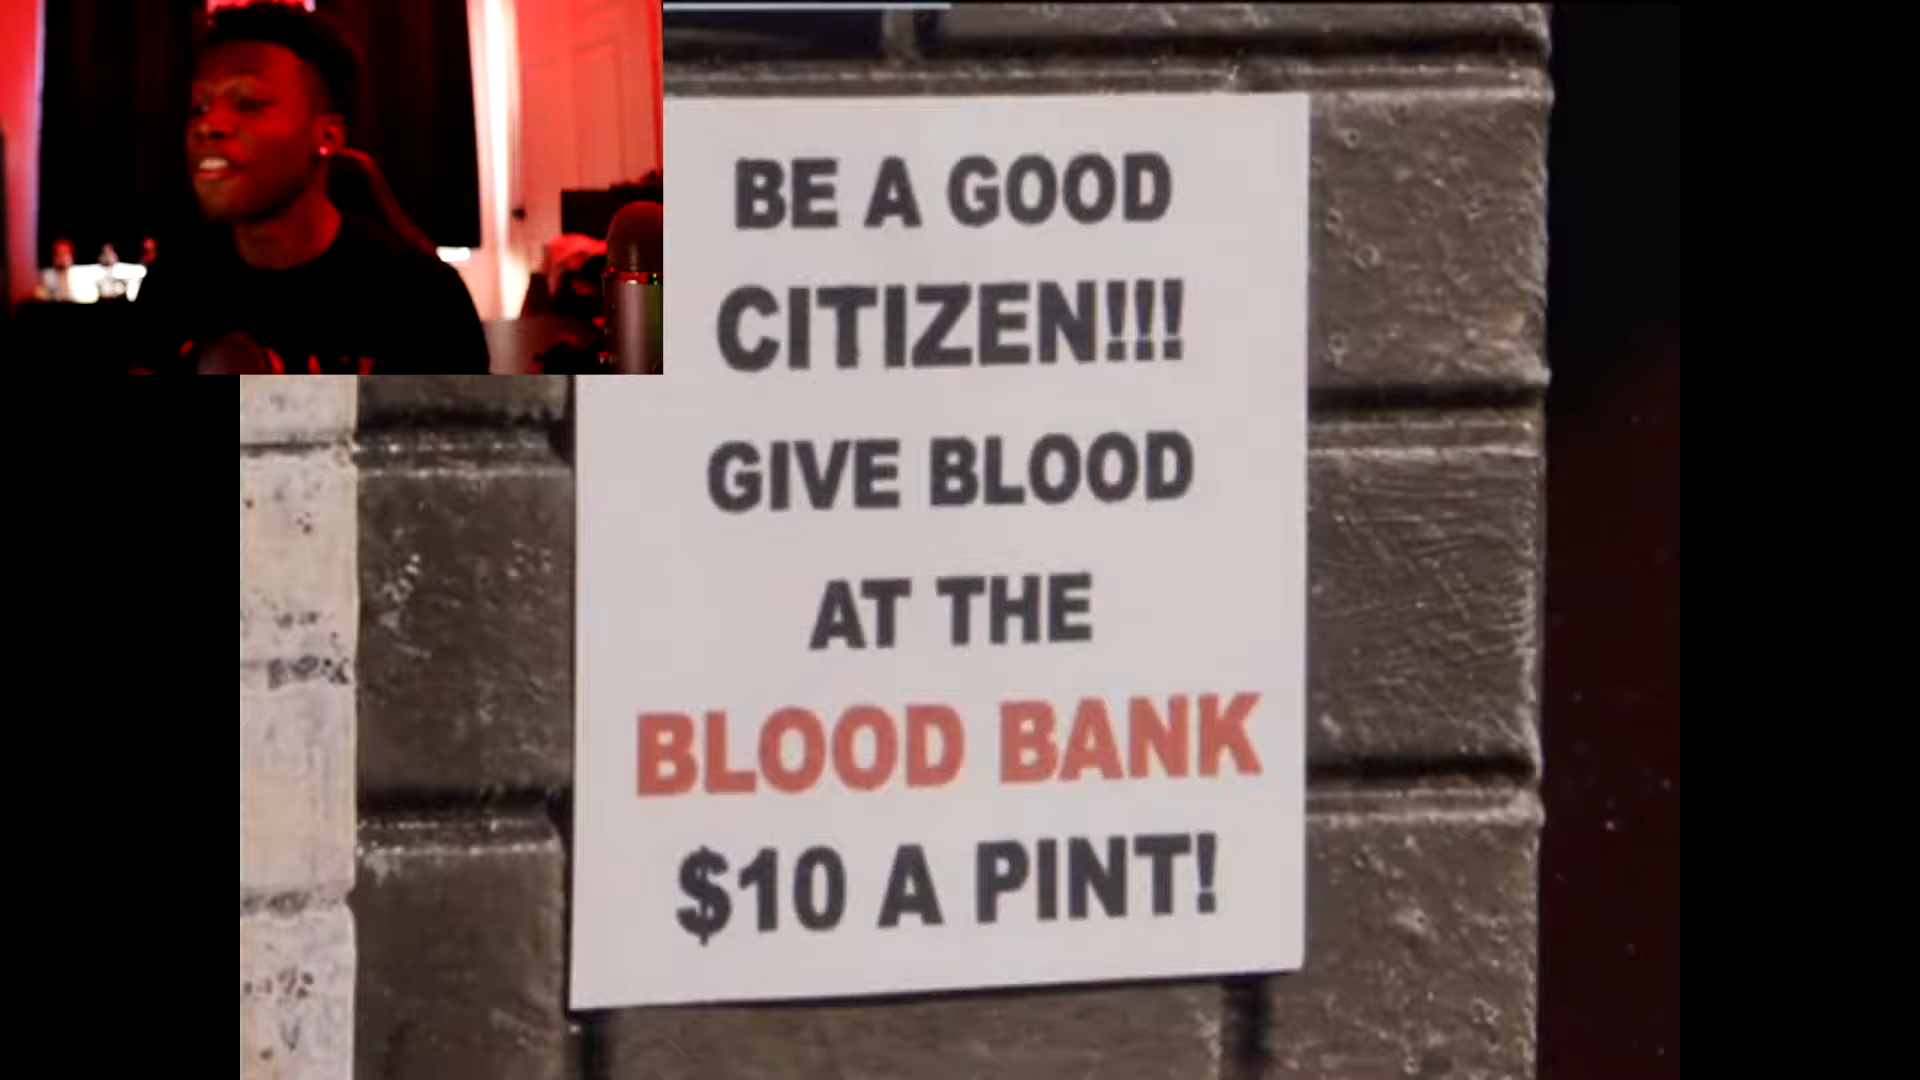 BE A GOOD
CITIZEN!!!
GIVE BLOOD
AT THE
BLOOD BANK
$10 A PINT!